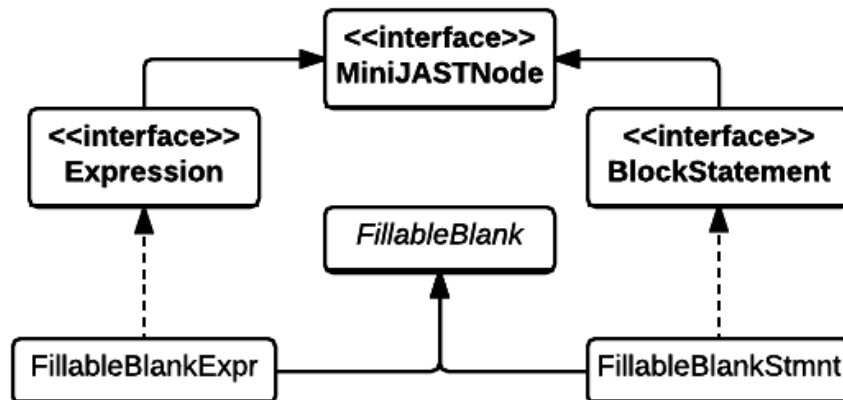 <<interface>>
MiniJASTNode
<<interface>>
Expression
<<interface>>
BlockStatement
FillableBlank
FillableBlankExpr
FillableBlankStmnt